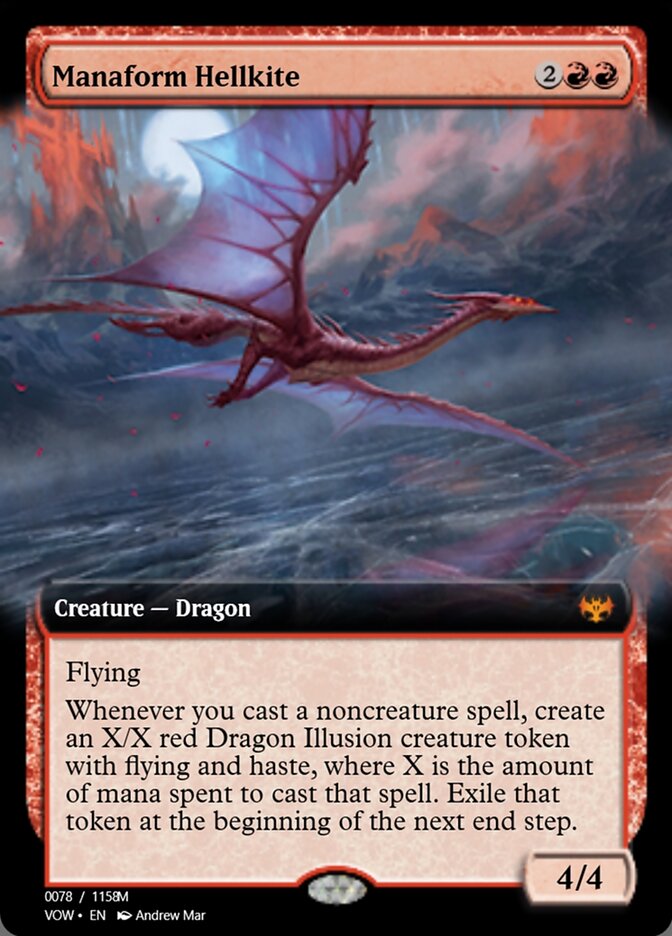 Manaform Hellkite 2
Creature — Dragon
Flying
Whenever you cast a noncreature spell, create
an X/X red Dragon Illusion creature token
with flying and haste, where X is the amount
of mana spent to cast that spell. Exile that
token at the beginning of the next end step.
4/4
0078 / 1158M
VOW • EN Andrew Mar